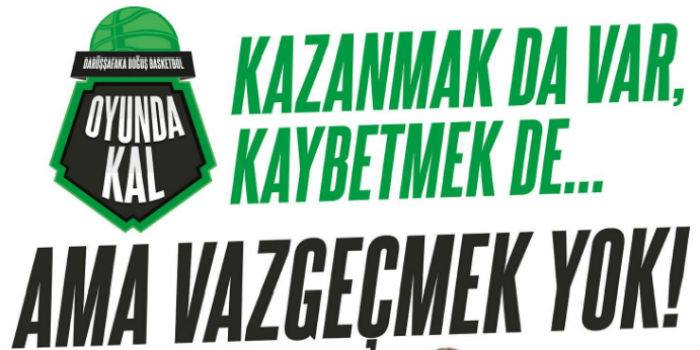 DARÜŞŞAFAKA DOĞUŞ BASKETBOL
OYUNDA
KAL
KAZANMAK DA VAR,
KAYBETMEK DE...
AMA VAZGEÇMEK YOK!